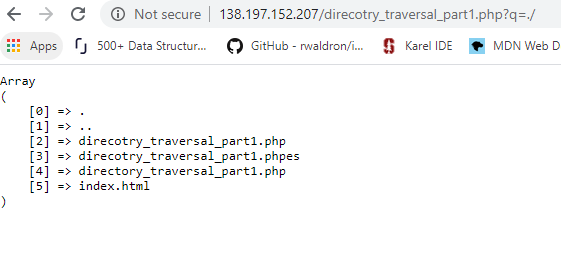 Not secure | 138.197.152.207/direcotry_traversal_part1.php?q=./
Apps 500+ Data Structur... GitHub - rwaldron/i... Karel IDE MDN Web D
Array
(
    [0] => .
    [1] => ..
    [2] => direcotry_traversal_part1.php
    [3] => direcotry_traversal_part1.phpes
    [4] => directory_traversal_part1.php
    [5] => index.html
)